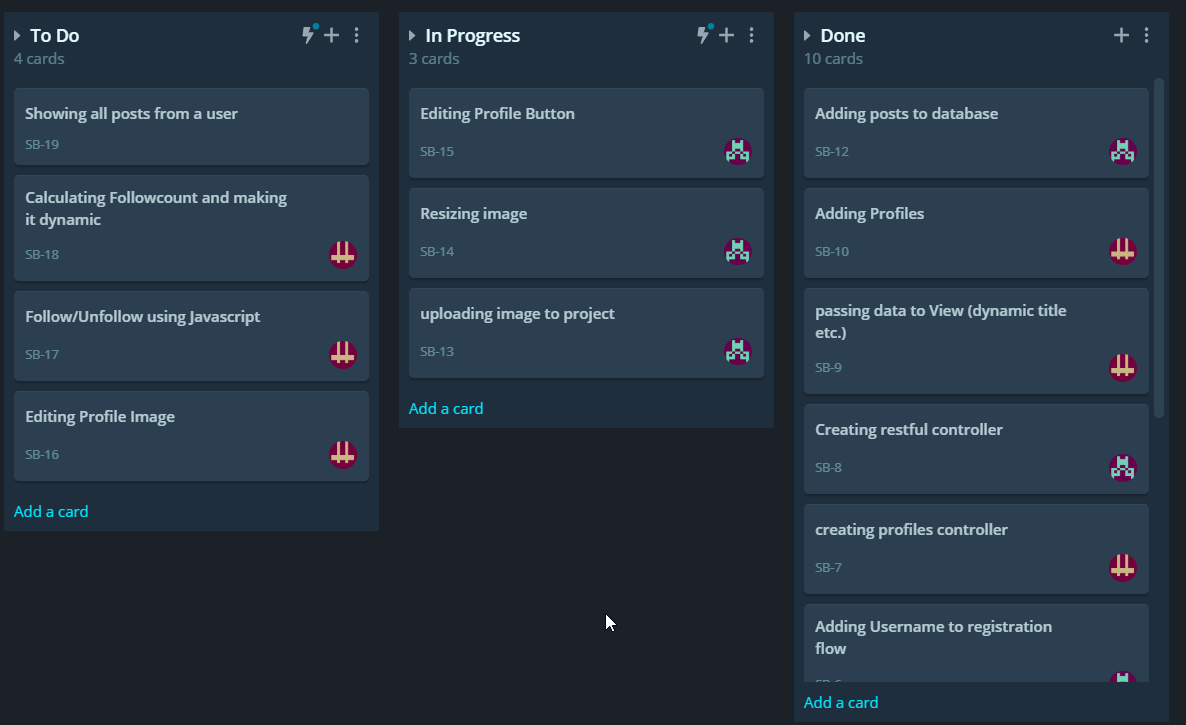 To Do
4 cards
Showing all posts from a user
SB-19
Calculating Followcount and making
it dynamic
SB-18
Follow/Unfollow using Javascript
SB-17
Editing Profile Image
SB-16
Add a card
In Progress
3 cards
Editing Profile Button
SB-15
Resizing image
SB-14
uploading image to project
SB-13
Add a card
Done
10 cards
Adding posts to database
SB-12
Adding Profiles
SB-10
passing data to View (dynamic title
etc.)
SB-9
Creating restful controller
SB-8
creating profiles controller
SB-7
Adding Username to registration
flow
Add a card